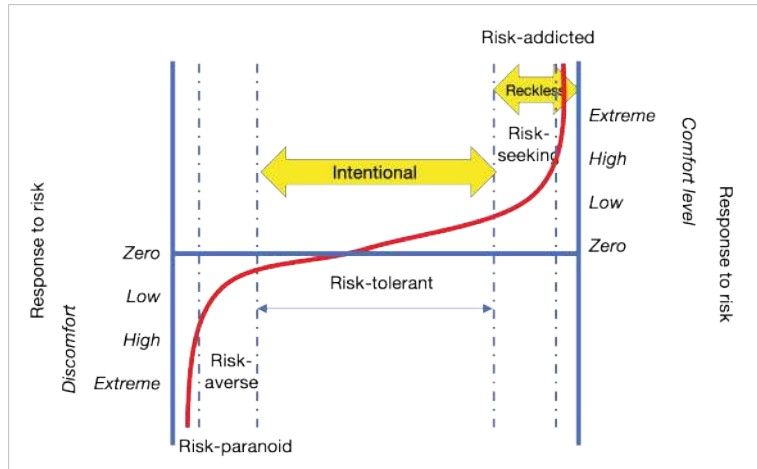 Risk-addicted
Reckless
Extreme
Risk-
seeking
High
Intentional
Low
Zero
Comfort level
Response to risk
Response to risk
Discomfort
Zero
Low
High
Extreme
Risk-tolerant
Risk-
averse
Risk-paranoid